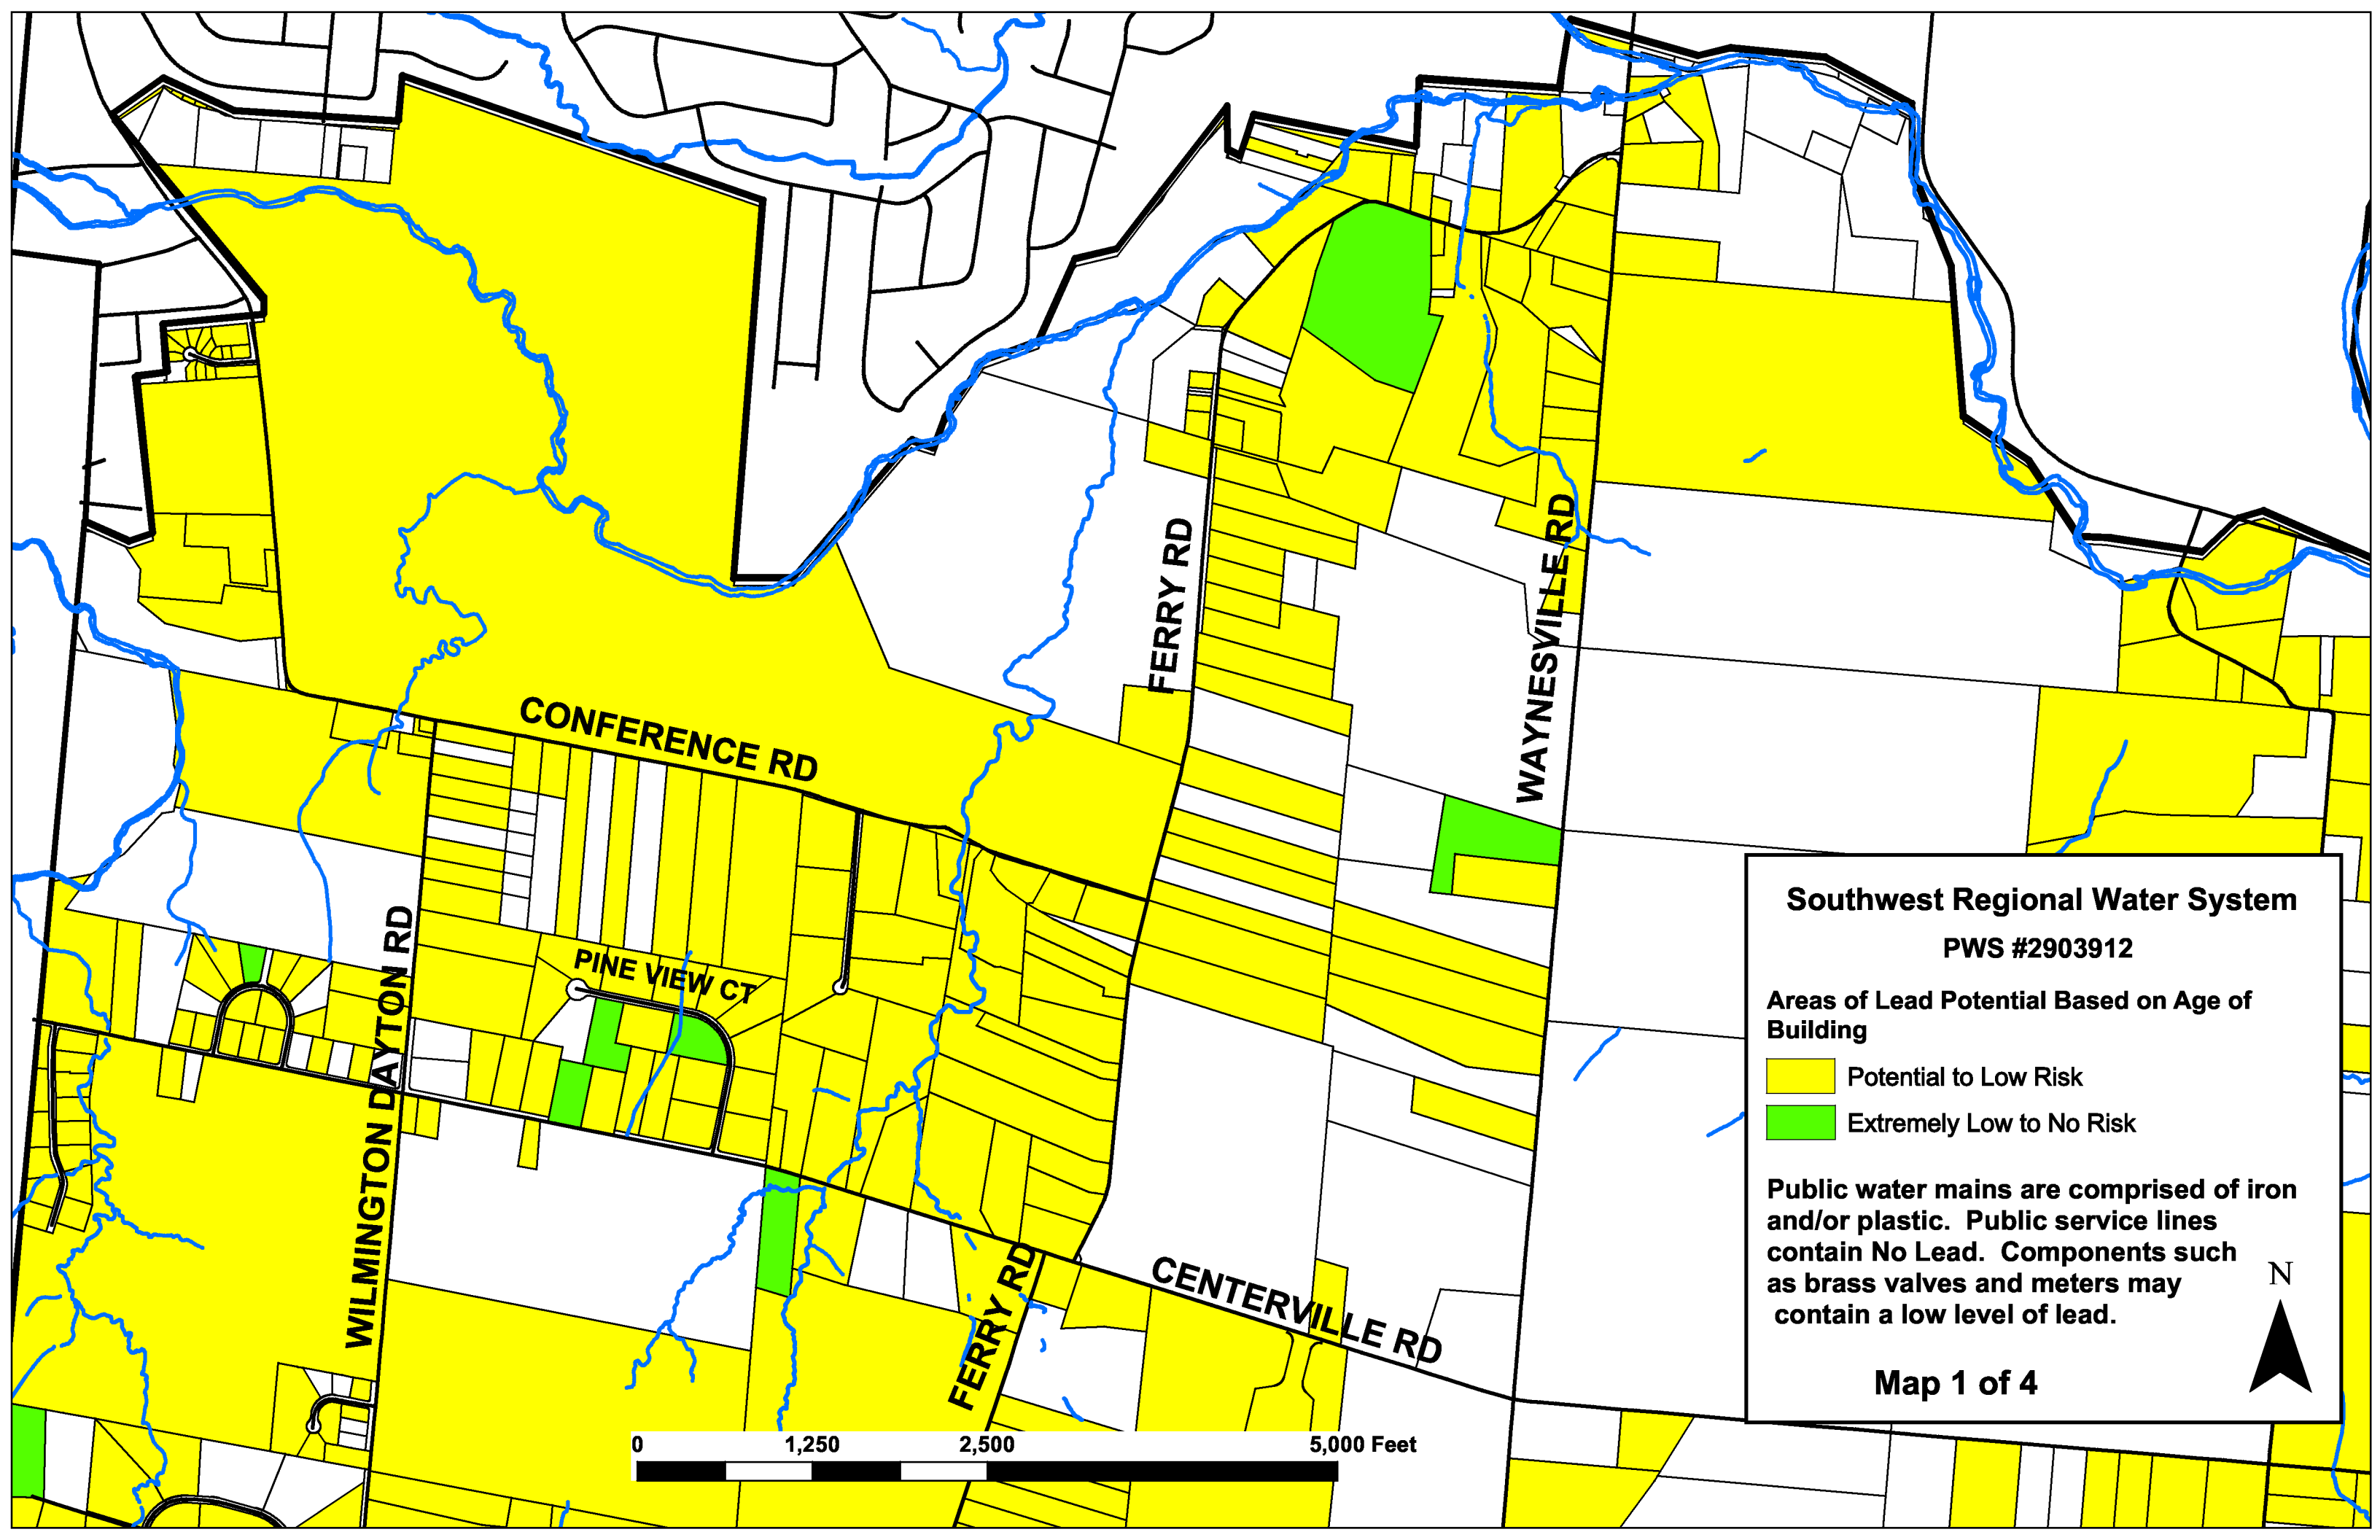 FERRY RD
WAYNESVILLE RD
CONFERENCE RD
PINE VIEW CT
WILMINGTON DAYTON RD
FERRY RD
CENTERVILLE RD
Southwest Regional Water System
PWS #2903912
Areas of Lead Potential Based on Age of
Building
Potential to Low Risk
Extremely Low to No Risk
Public water mains are comprised of iron
and/or plastic.  Public service lines
contain No Lead.  Components such
as brass valves and meters may
contain a low level of lead.
N
Map 1 of 4
0 1,250 2,500 5,000 Feet